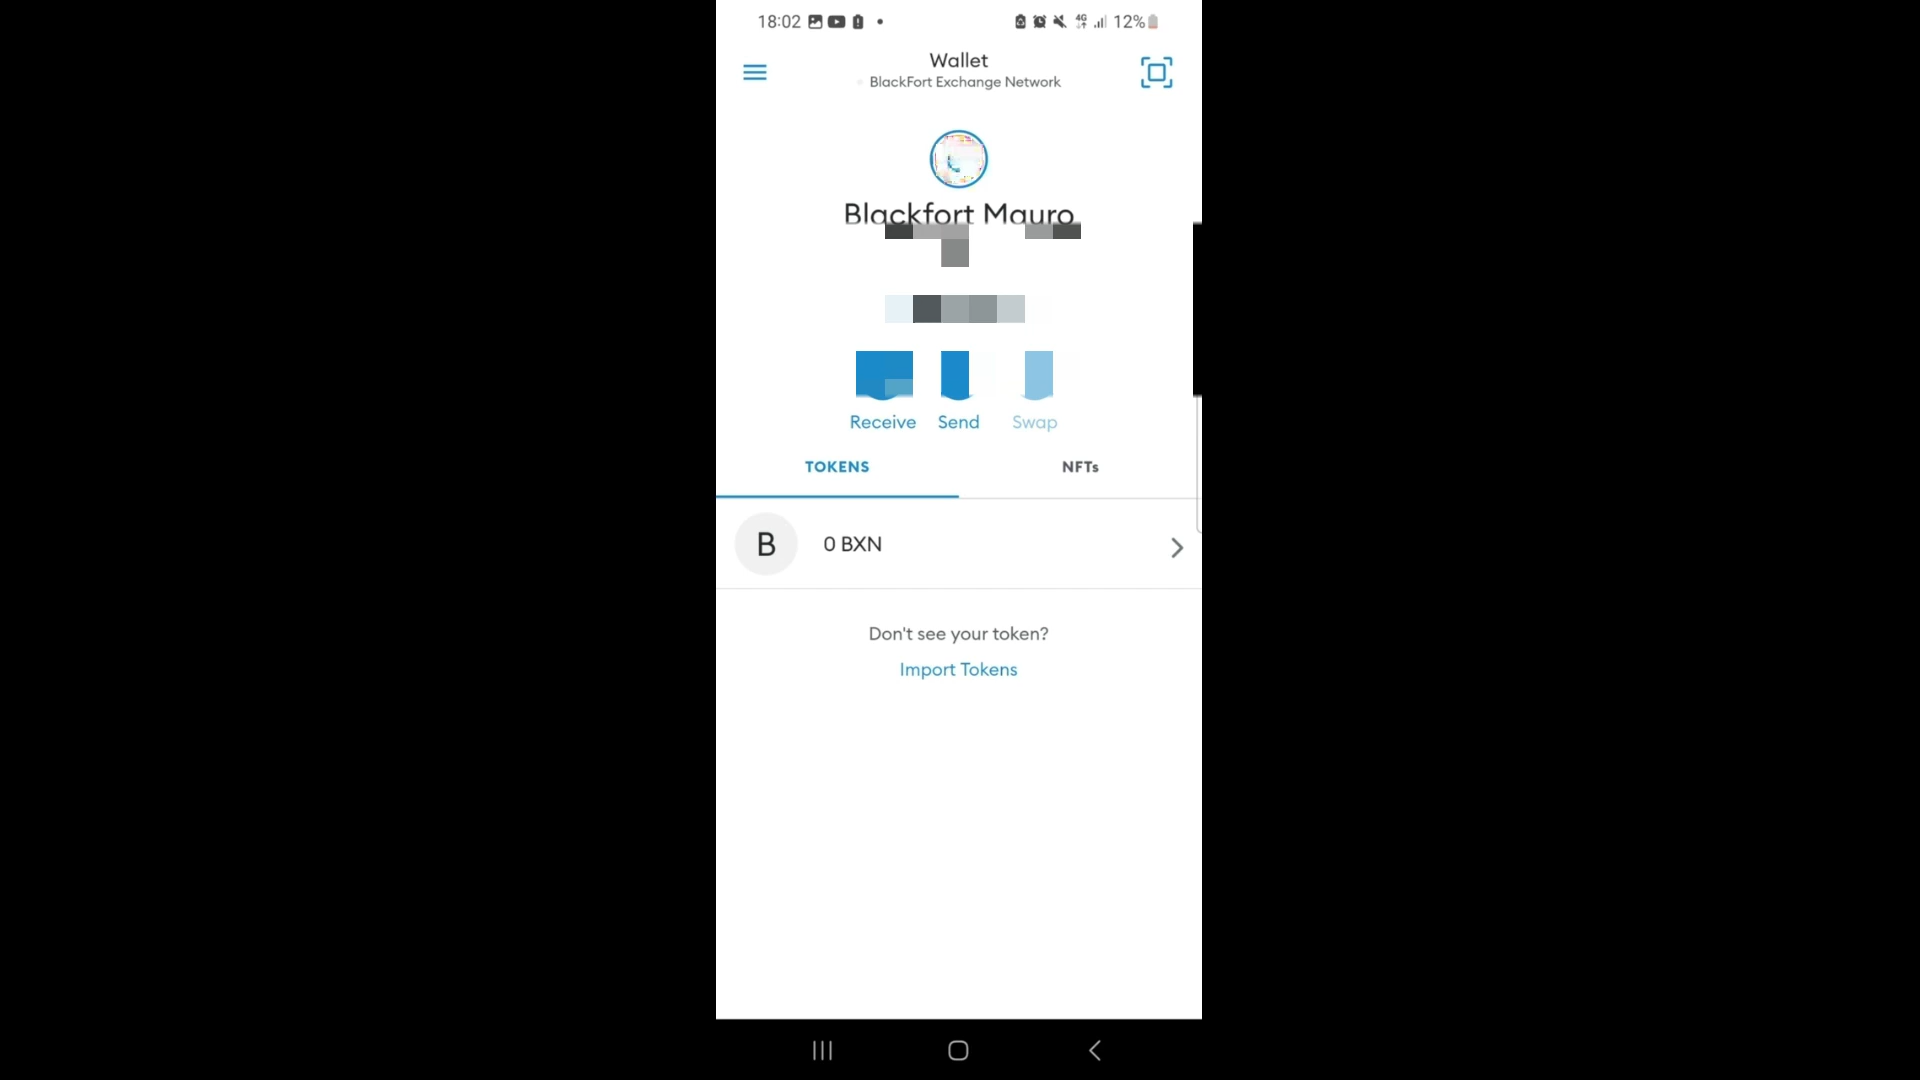 18:02 4G 12%
Wallet
BlackFort Exchange Network
Blackfort Mauro
Receive Send Swap
TOKENS NFTs
B 0 BXN
Don't see your token?
Import Tokens